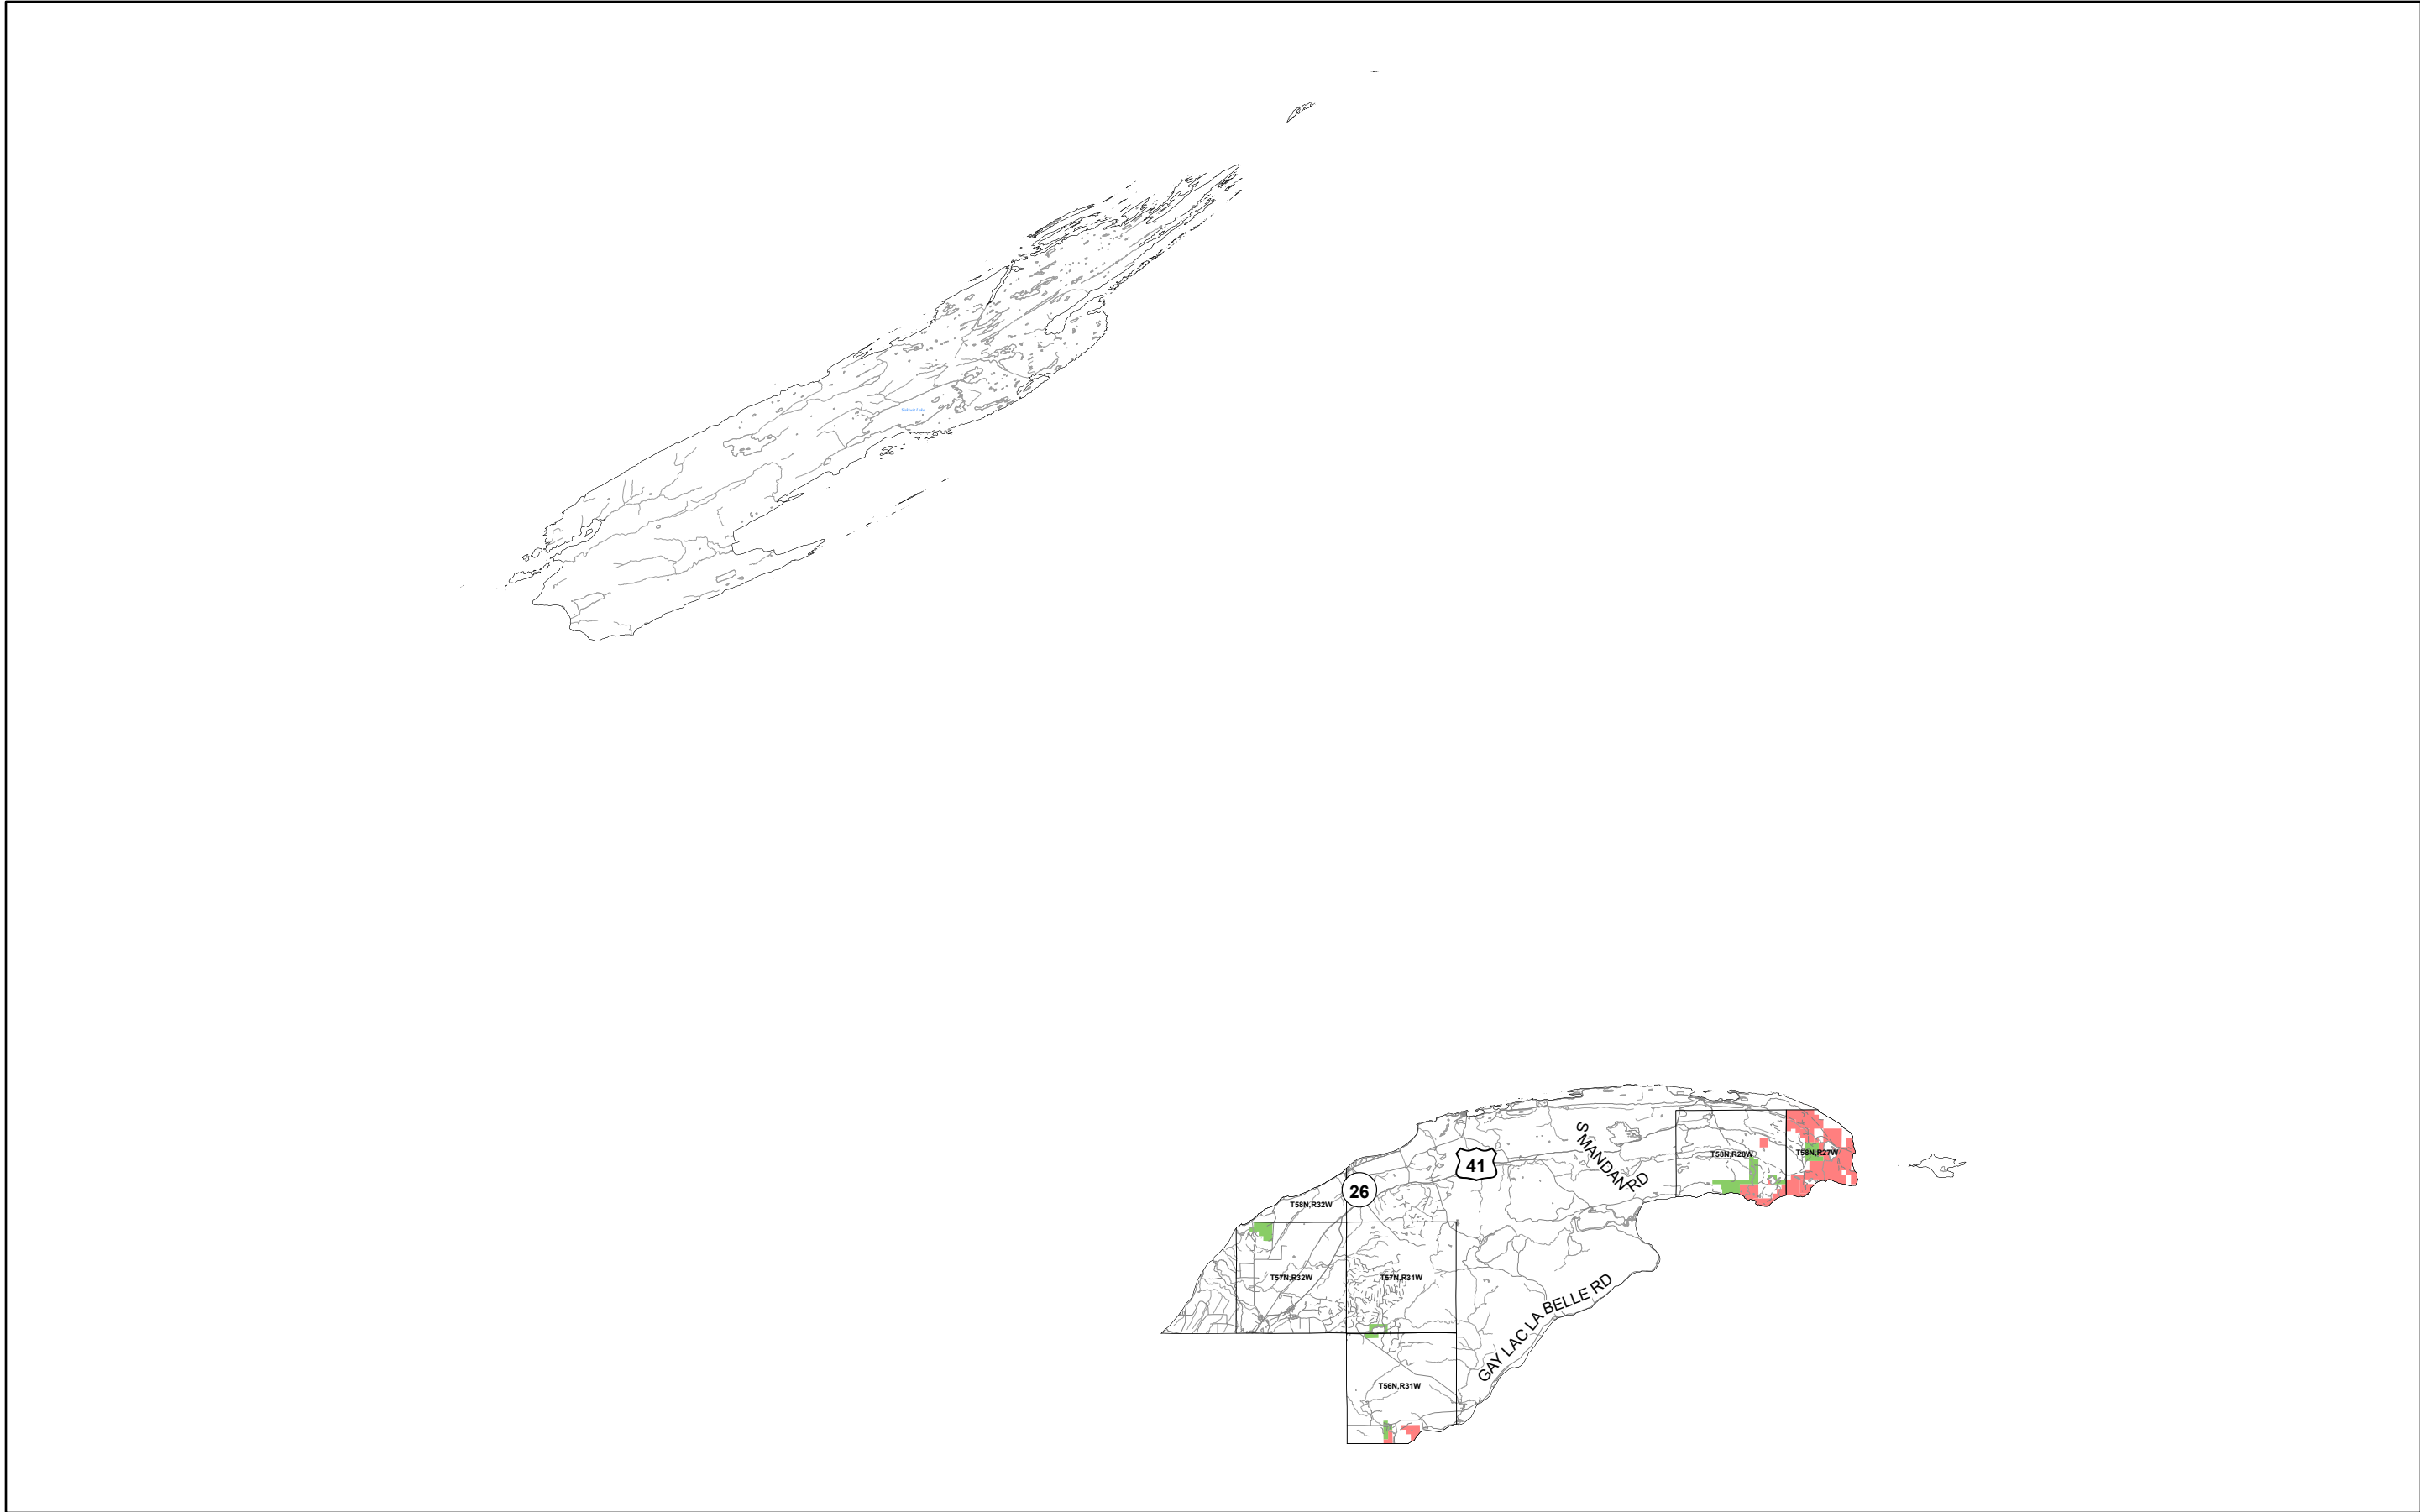 S MANDAN RD
T58N,R28W
T58N,R27W
41
26
T58N,R32W
T57N,R32W
T57N,R31W
GAY LAC LA BELLE RD
T56N,R31W